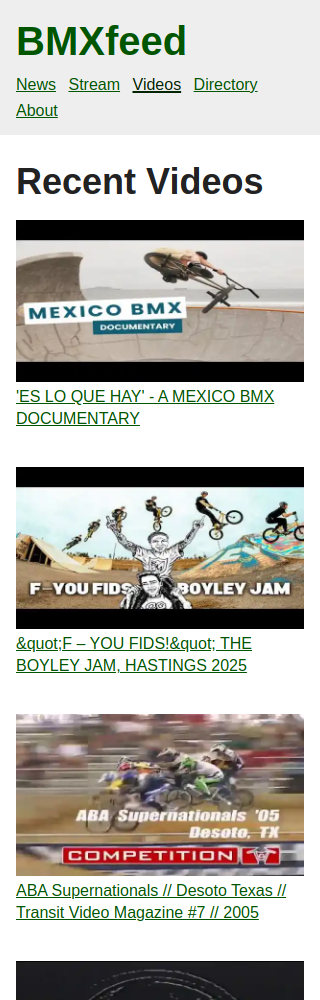 BMXfeed
News Stream Videos Directory
About
Recent Videos
MEXICO BMX
DOCUMENTARY
'ES LO QUE HAY' - A MEXICO BMX
DOCUMENTARY
F-YOU FIDS BOYLEY JAM
&quot;F – YOU FIDS!&quot; THE
BOYLEY JAM, HASTINGS 2025
ABA Supernationals '05
Desoto, TX
COMPETITION
ABA Supernationals // Desoto Texas //
Transit Video Magazine #7 // 2005